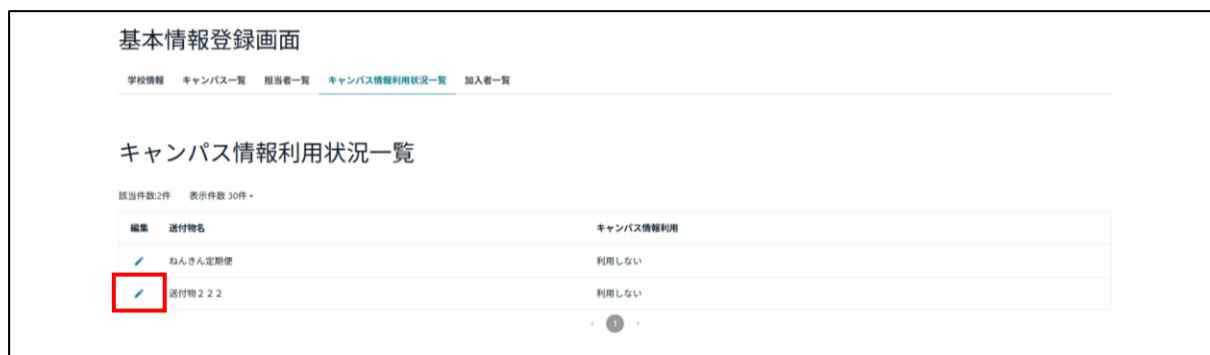 基本情報登録画面
学校情報 キャンパス一覧 担当者一覧 キャンパス情報利用状況一覧 加入者一覧
キャンパス情報利用状況一覧
該当件数:2件 表示件数 30件
編集 送付物名 キャンパス情報利用
ねんきん定期便 利用しない
送付物２２２ 利用しない
‹ 1 ›